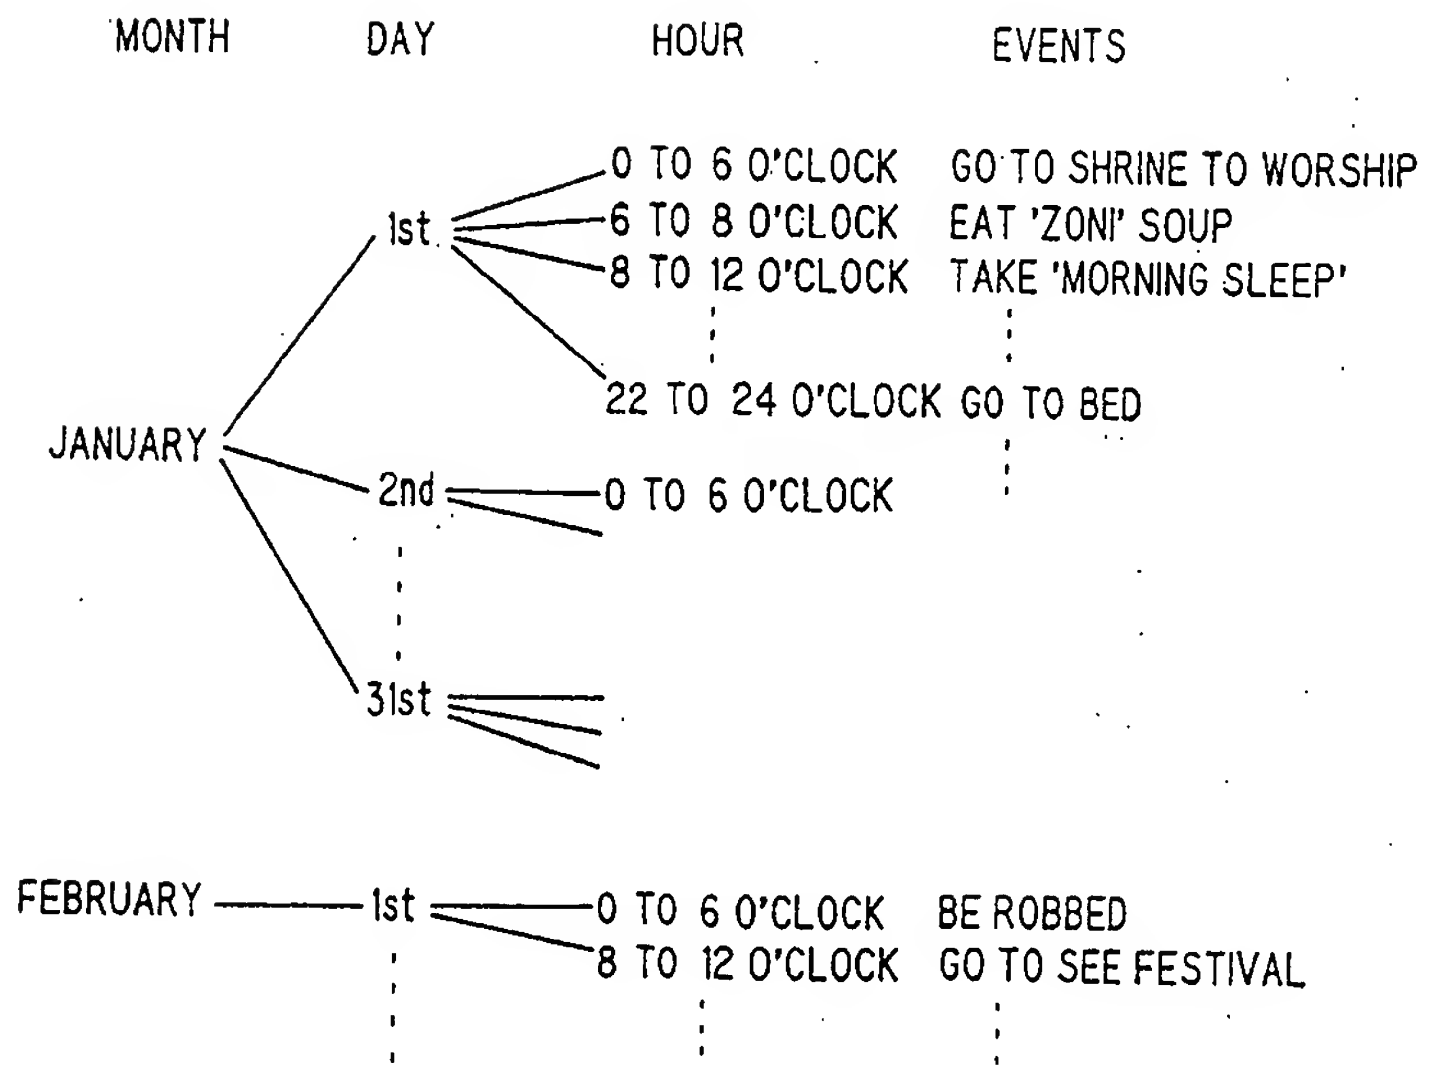 MONTH DAY HOUR EVENTS
0 TO 6 O'CLOCK GO TO SHRINE TO WORSHIP
1st 6 TO 8 O'CLOCK EAT 'ZONI' SOUP
8 TO 12 O'CLOCK TAKE 'MORNING SLEEP'
22 TO 24 O'CLOCK GO TO BED
JANUARY
2nd 0 TO 6 O'CLOCK
31st
FEBRUARY 1st 0 TO 6 O'CLOCK BE ROBBED
8 TO 12 O'CLOCK GO TO SEE FESTIVAL